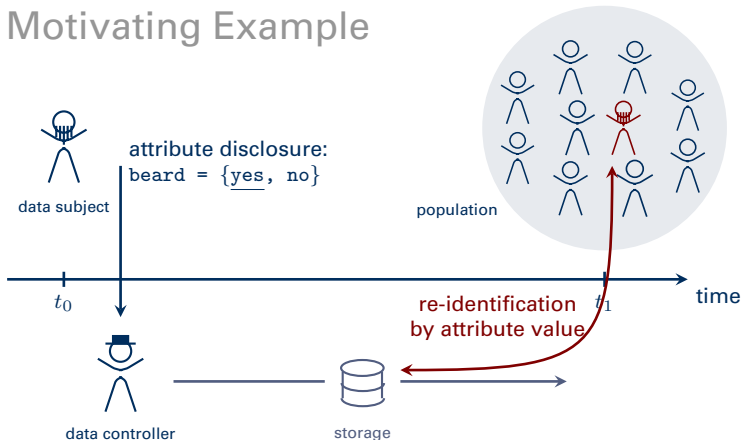 Motivating Example
attribute disclosure:
beard = {yes, no}
data subject
population
t0
t1
time
re-identification
by attribute value
data controller
storage